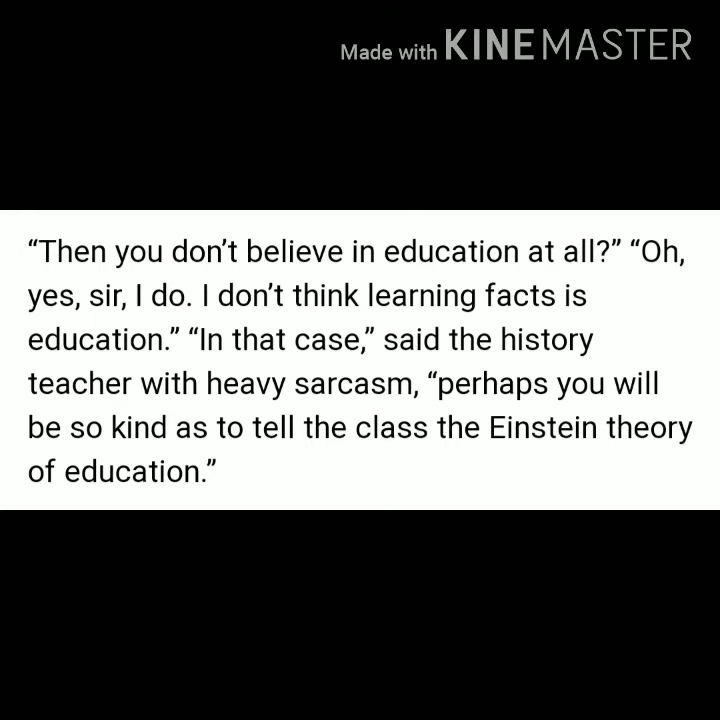 Made with KINEMASTER
“Then you don’t believe in education at all?” “Oh,
yes, sir, I do. I don’t think learning facts is
education.” “In that case,” said the history
teacher with heavy sarcasm, “perhaps you will
be so kind as to tell the class the Einstein theory
of education.”